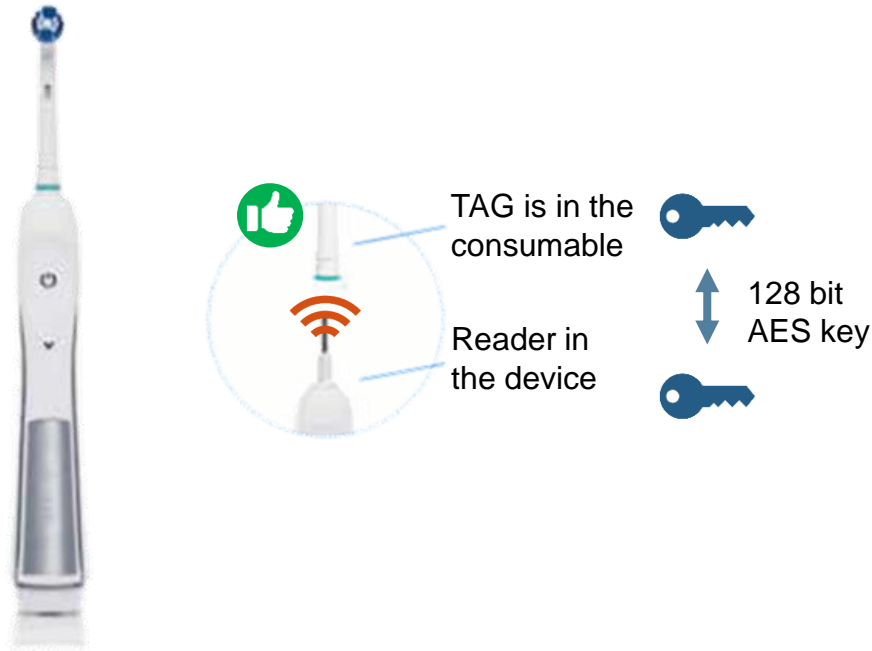 TAG is in the
consumable
128 bit
AES key
Reader in
the device